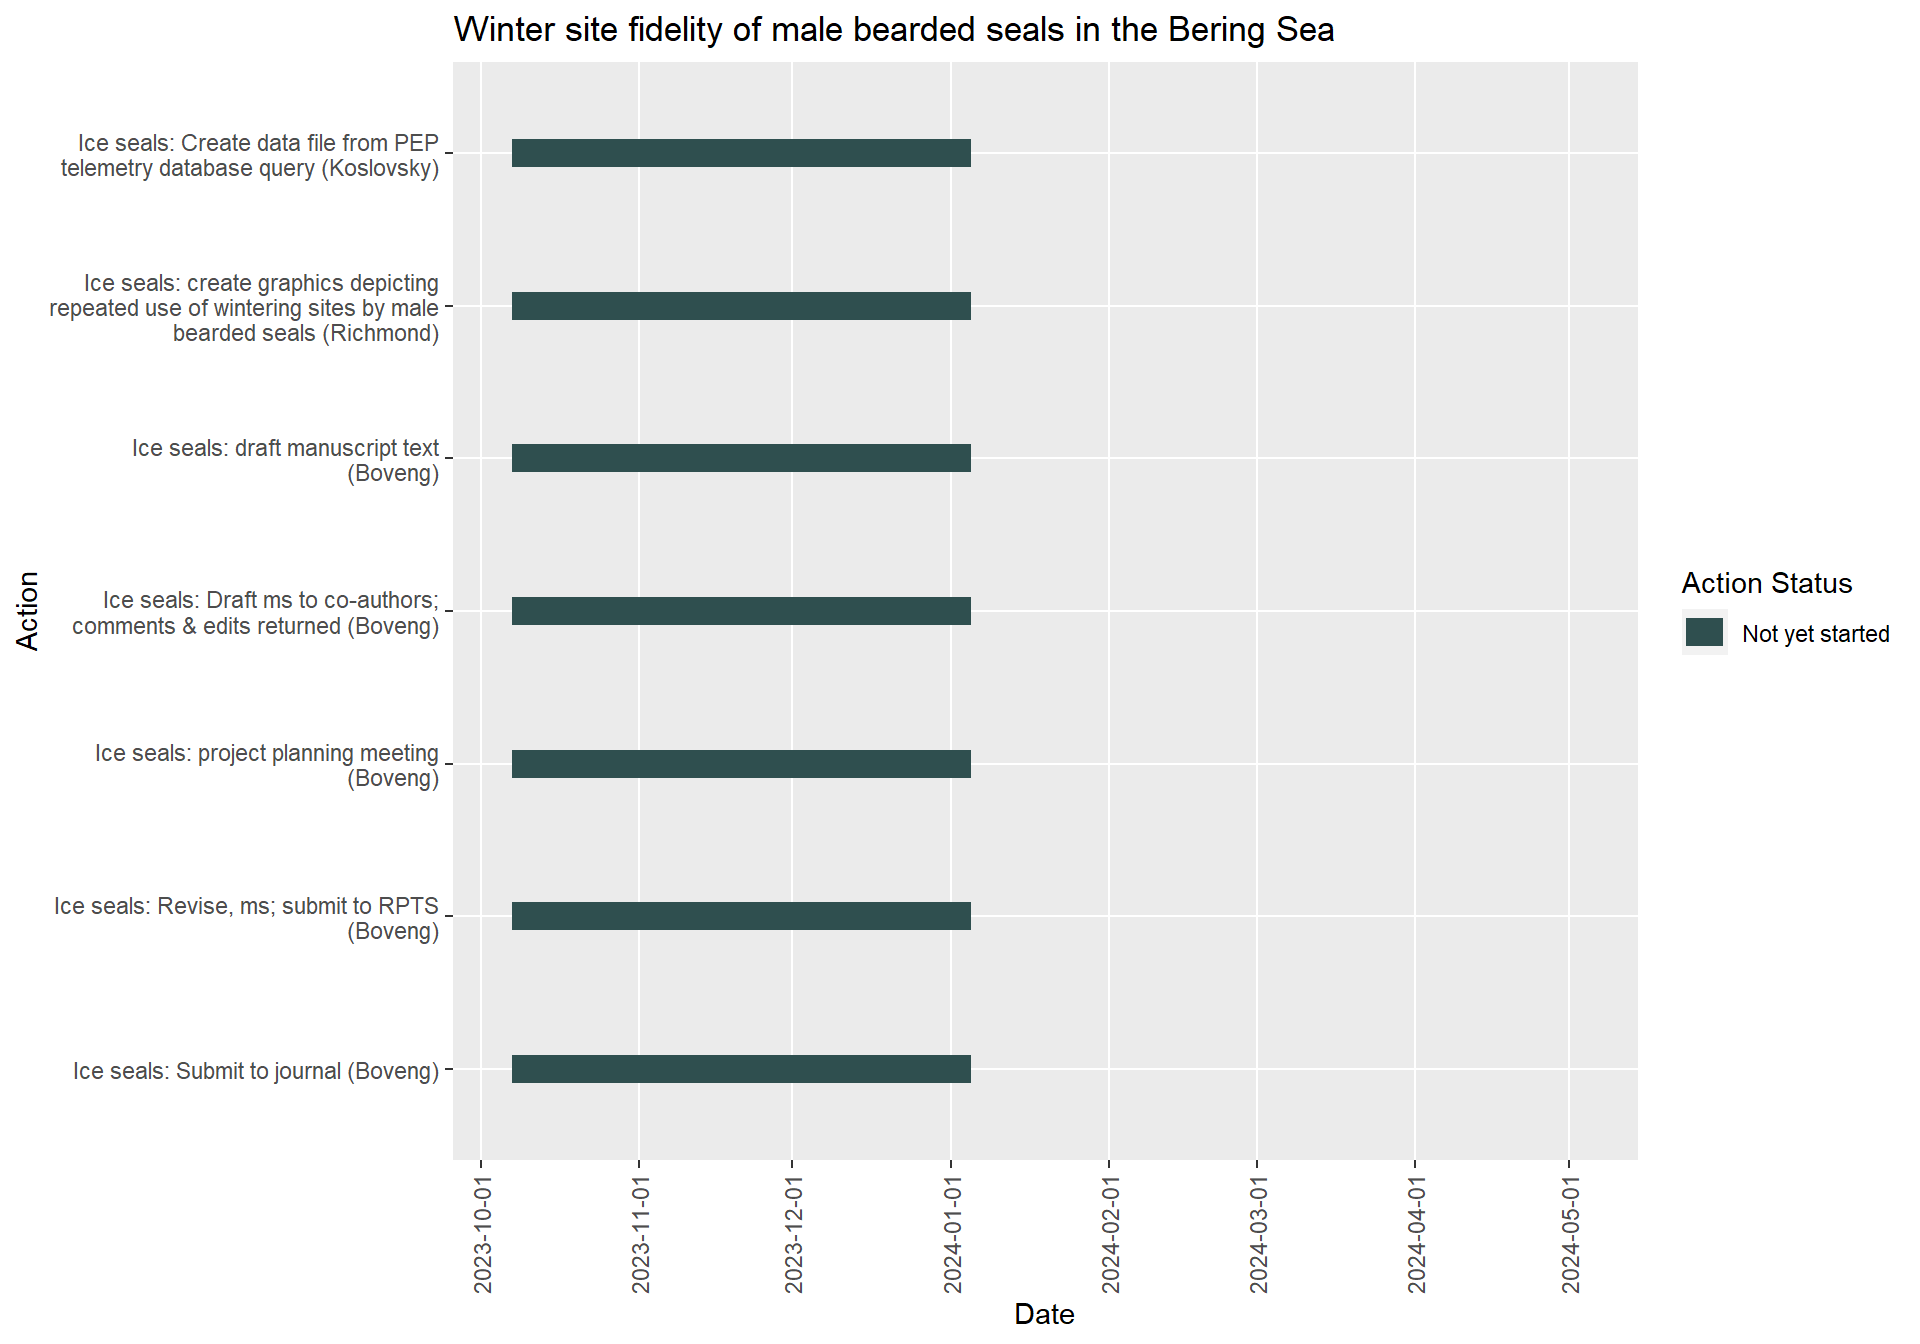 Winter site fidelity of male bearded seals in the Bering Sea
Action
Ice seals: Create data file from PEP
telemetry database query (Koslovsky)
Ice seals: create graphics depicting
repeated use of wintering sites by male
bearded seals (Richmond)
Ice seals: draft manuscript text
(Boveng)
Ice seals: Draft ms to co-authors;
comments & edits returned (Boveng)
Ice seals: project planning meeting
(Boveng)
Ice seals: Revise, ms; submit to RPTS
(Boveng)
Ice seals: Submit to journal (Boveng)
2023-10-01
2023-11-01
2023-12-01
2024-01-01
2024-02-01
2024-03-01
2024-04-01
2024-05-01
Date
Action Status
Not yet started